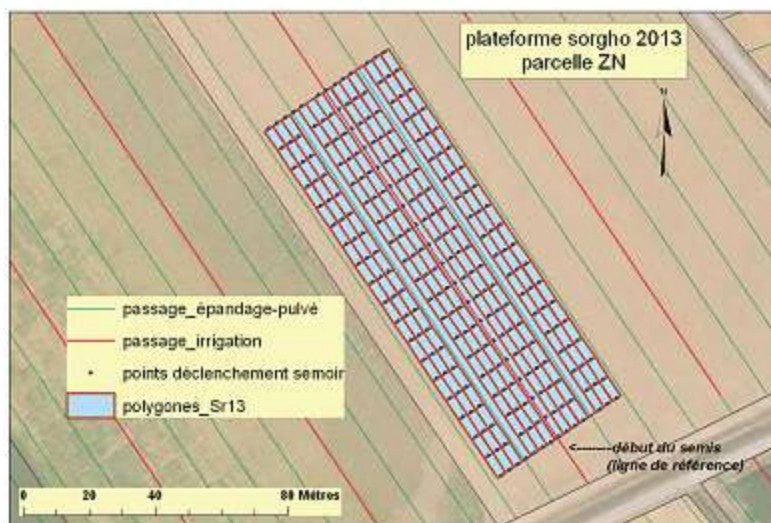 plateforme sorgho 2013
parcelle ZN
N
passage_épandage-pulvé
passage_irrigation
points déclenchement semoir
polygones_Sr13
<-------début du semis
(ligne de référence)
0 20 40 80 Mètres